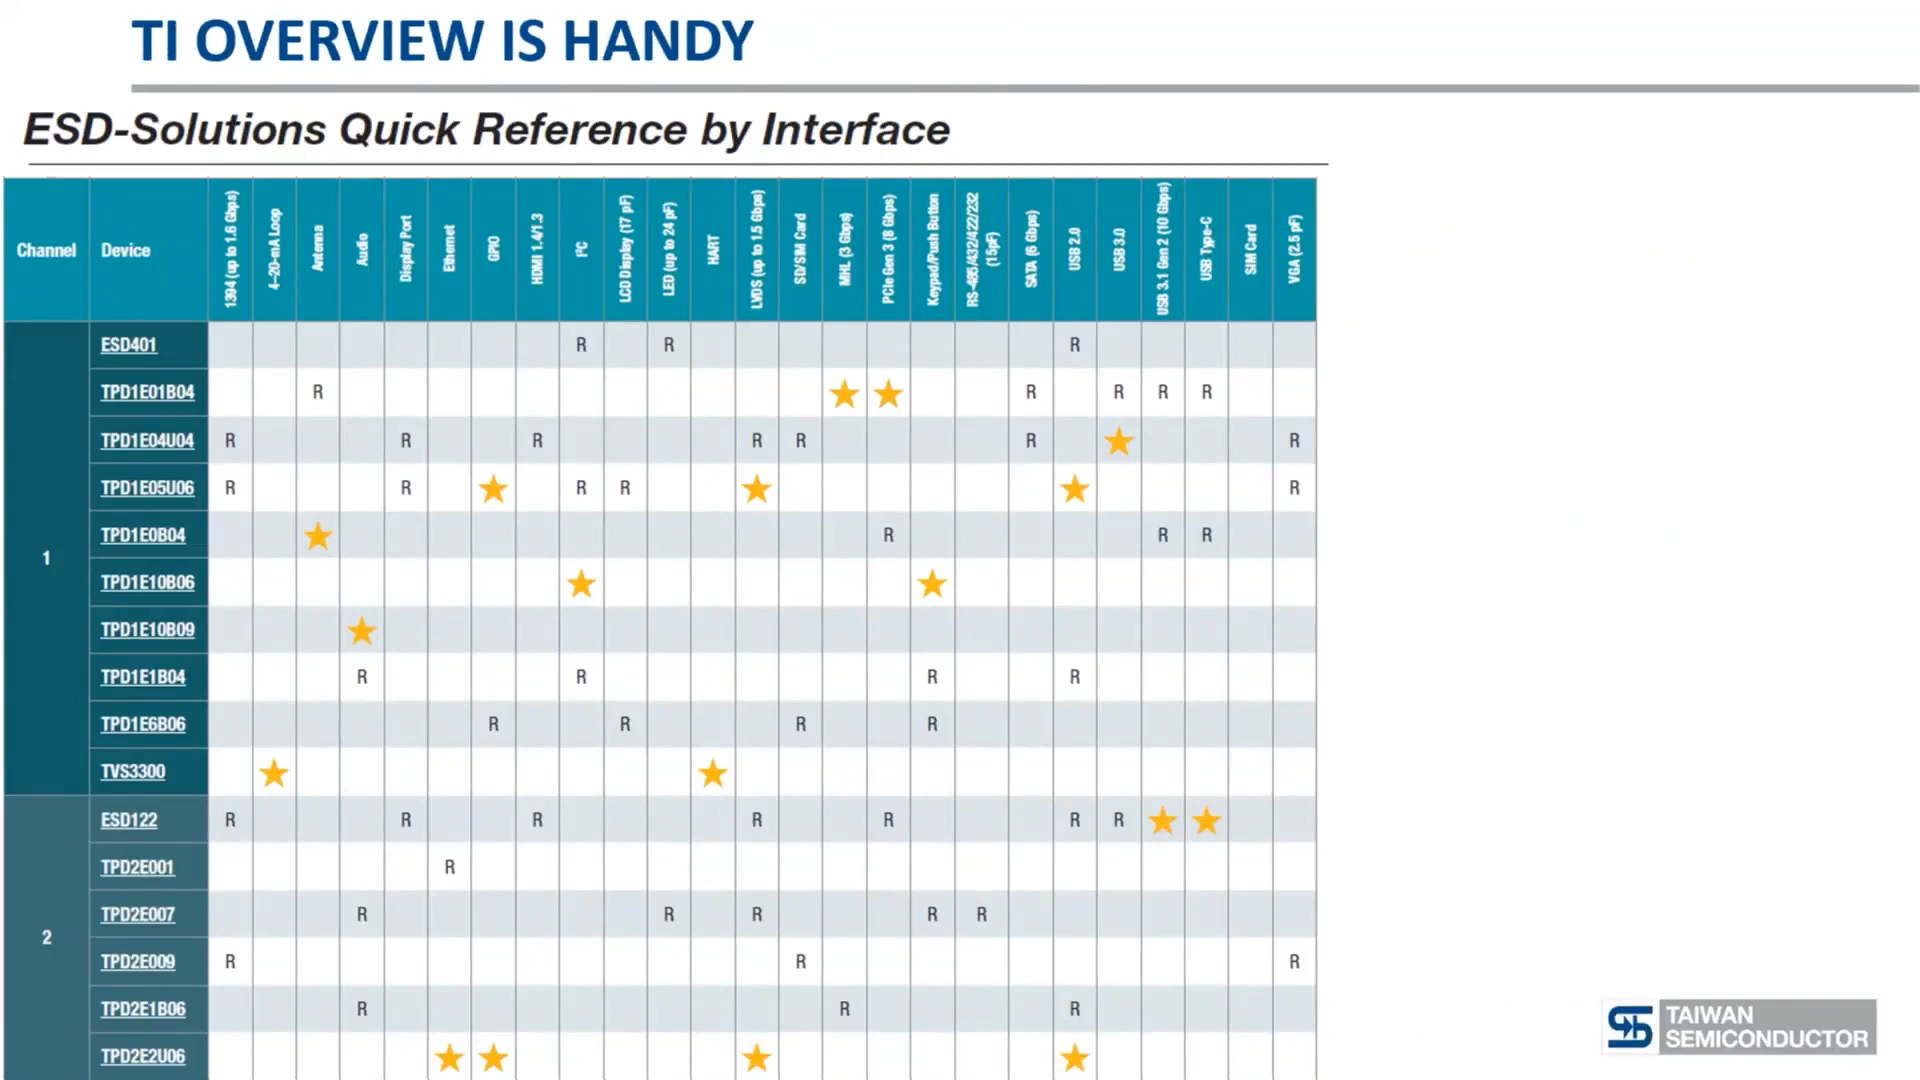 TI OVERVIEW IS HANDY
ESD-Solutions Quick Reference by Interface
Channel Device 1394 (up to 1.6 Gbps) 4–20-mA Loop Antenna Audio Display Port Ethernet GPIO HDMI 1.4/1.3 I²C LCD Display (17 pF) LED (up to 24 pF) HART LVDS (up to 1.5 Gbps) SD/SIM Card MHL (3 Gbps) PCIe Gen 3 (8 Gbps) Keypad/Push Button RS-485/432/422/232 (15pF) SATA (6 Gbps) USB 2.0 USB 3.0 USB 3.1 Gen 2 (10 Gbps) USB Type-C SIM Card VGA (2.5 pF)
ESD401 R R R
TPD1E01B04 R ★ ★ R R R R
TPD1E04U04 R R R R R R ★ R
TPD1E05U06 R R ★ R R ★ ★ R
TPD1E0B04 ★ R R R
1
TPD1E10B06 ★ ★
TPD1E10B09 ★
TPD1E1B04 R R R R
TPD1E6B06 R R R R
TVS3300 ★ ★
ESD122 R R R R R R R ★ ★
TPD2E001 R
TPD2E007 R R R R R
2
TPD2E009 R R R
TPD2E1B06 R R R
TPD2E2U06 ★ ★ ★ ★
TAIWAN
SEMICONDUCTOR